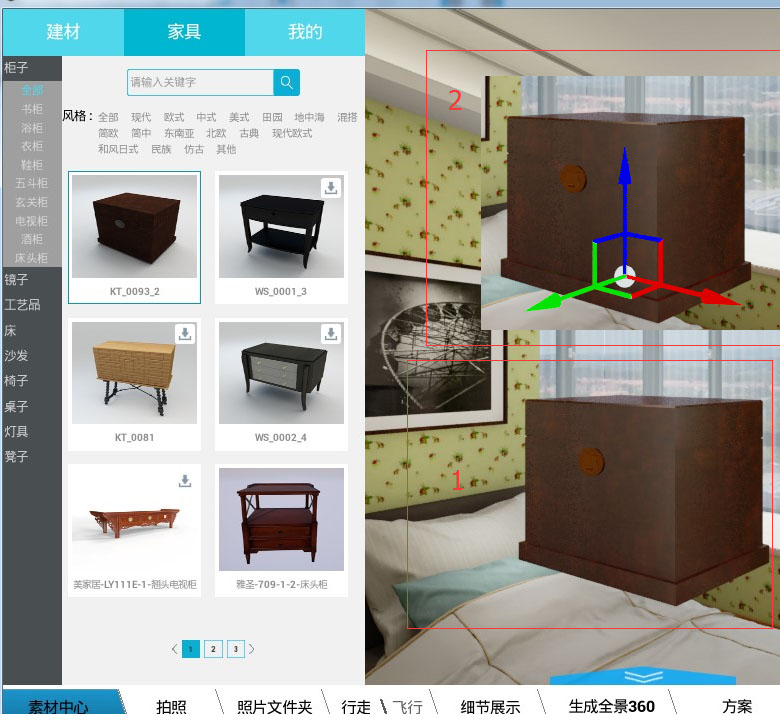 建材 家具 我的
柜子
全部
书柜
浴柜
衣柜
鞋柜
五斗柜
玄关柜
电视柜
酒柜
床头柜
镜子
工艺品
床
沙发
椅子
桌子
灯具
凳子
请输入关键字
风格： 全部 现代 欧式 中式 美式 田园 地中海 混搭
简欧 简中 东南亚 北欧 古典 现代欧式
和风日式 民族 仿古 其他
KT_0093_2 WS_0001_3
KT_0081 WS_0002_4
美家居-LY111E-1-翘头电视柜 雅圣-709-1-2-床头柜
1 2 3
2
1
素材中心 拍照 照片文件夹 行走 \ 飞行 细节展示 生成全景360 方案